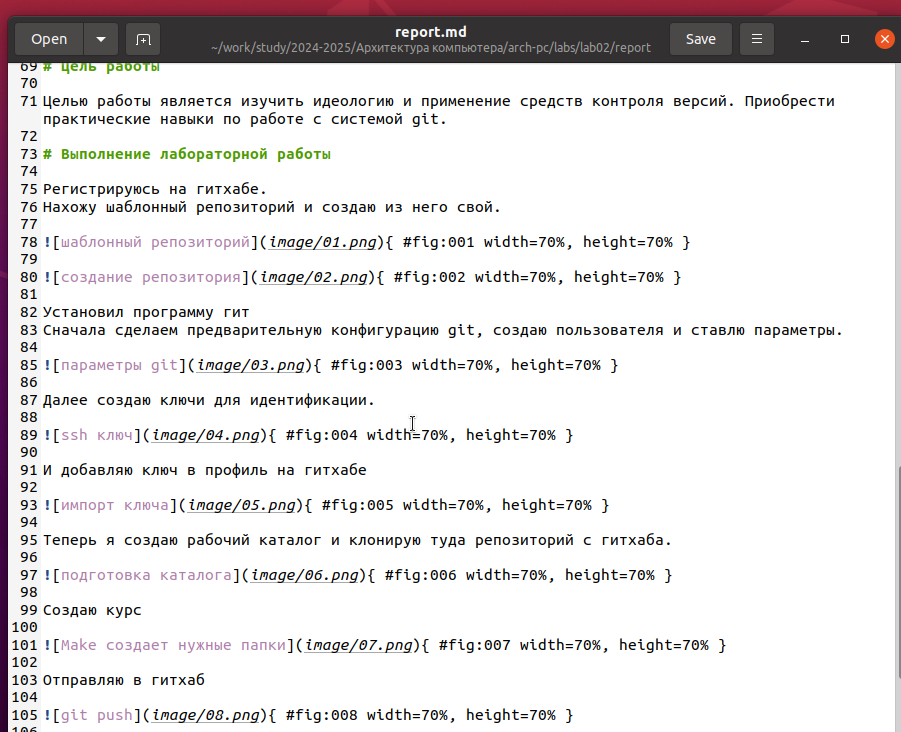 Open
report.md
~/work/study/2024-2025/Архитектура компьютера/arch-pc/labs/lab02/report
Save
69 # Цель работы
70
71 Целью работы является изучить идеологию и применение средств контроля версий. Приобрести
практические навыки по работе с системой git.
72
73 # Выполнение лабораторной работы
74
75 Регистрируюсь на гитхабе.
76 Нахожу шаблонный репозиторий и создаю из него свой.
77
78 ![шаблонный репозиторий](image/01.png){ #fig:001 width=70%, height=70% }
79
80 ![создание репозитория](image/02.png){ #fig:002 width=70%, height=70% }
81
82 Установил программу гит
83 Сначала сделаем предварительную конфигурацию git, создаю пользователя и ставлю параметры.
84
85 ![параметры git](image/03.png){ #fig:003 width=70%, height=70% }
86
87 Далее создаю ключи для идентификации.
88
89 ![ssh ключ](image/04.png){ #fig:004 width=70%, height=70% }
90
91 И добавляю ключ в профиль на гитхабе
92
93 ![импорт ключа](image/05.png){ #fig:005 width=70%, height=70% }
94
95 Теперь я создаю рабочий каталог и клонирую туда репозиторий с гитхаба.
96
97 ![подготовка каталога](image/06.png){ #fig:006 width=70%, height=70% }
98
99 Создаю курс
100
101 ![Make создает нужные папки](image/07.png){ #fig:007 width=70%, height=70% }
102
103 Отправляю в гитхаб
104
105 ![git push](image/08.png){ #fig:008 width=70%, height=70% }
106